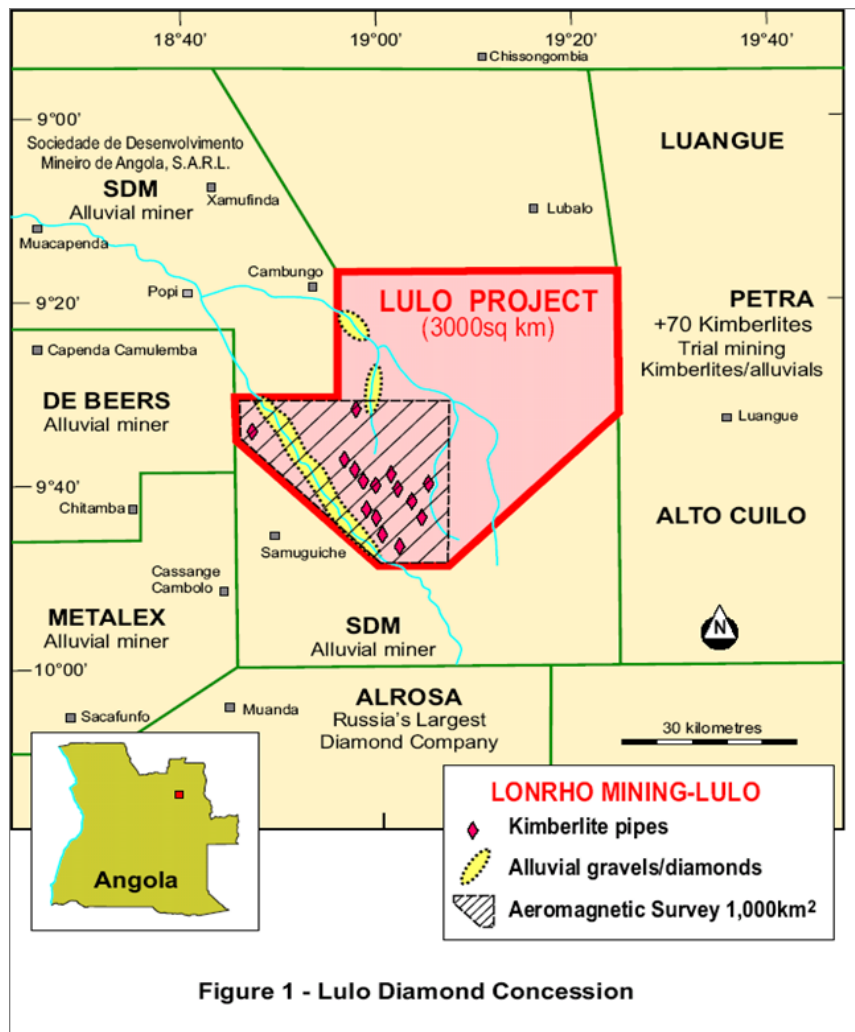 18°40’
19°00’
19°20’
19°40’
Chissongombia
9°00’
Sociedade de Desenvolvimento
Mineiro de Angola, S.A.R.L.
SDM
Alluvial miner
Xamufinda
LUANGUE
Lubalo
Muacapenda
Popi
Cambungo
9°20’
LULO PROJECT
(3000sq km)
PETRA
+70 Kimberlites
Trial mining
Kimberlites/alluvials
Capenda Camulemba
DE BEERS
Alluvial miner
Luangue
9°40’
Chitamba
Samuguiche
ALTO CUILO
Cassange
Cambolo
METALEX
Alluvial miner
SDM
Alluvial miner
N
10°00’
Sacafunfo
Muanda
ALROSA
Russia’s Largest
Diamond Company
30 kilometres
Angola
LONRHO MINING-LULO
Kimberlite pipes
Alluvial gravels/diamonds
Aeromagnetic Survey 1,000km²
Figure 1 - Lulo Diamond Concession